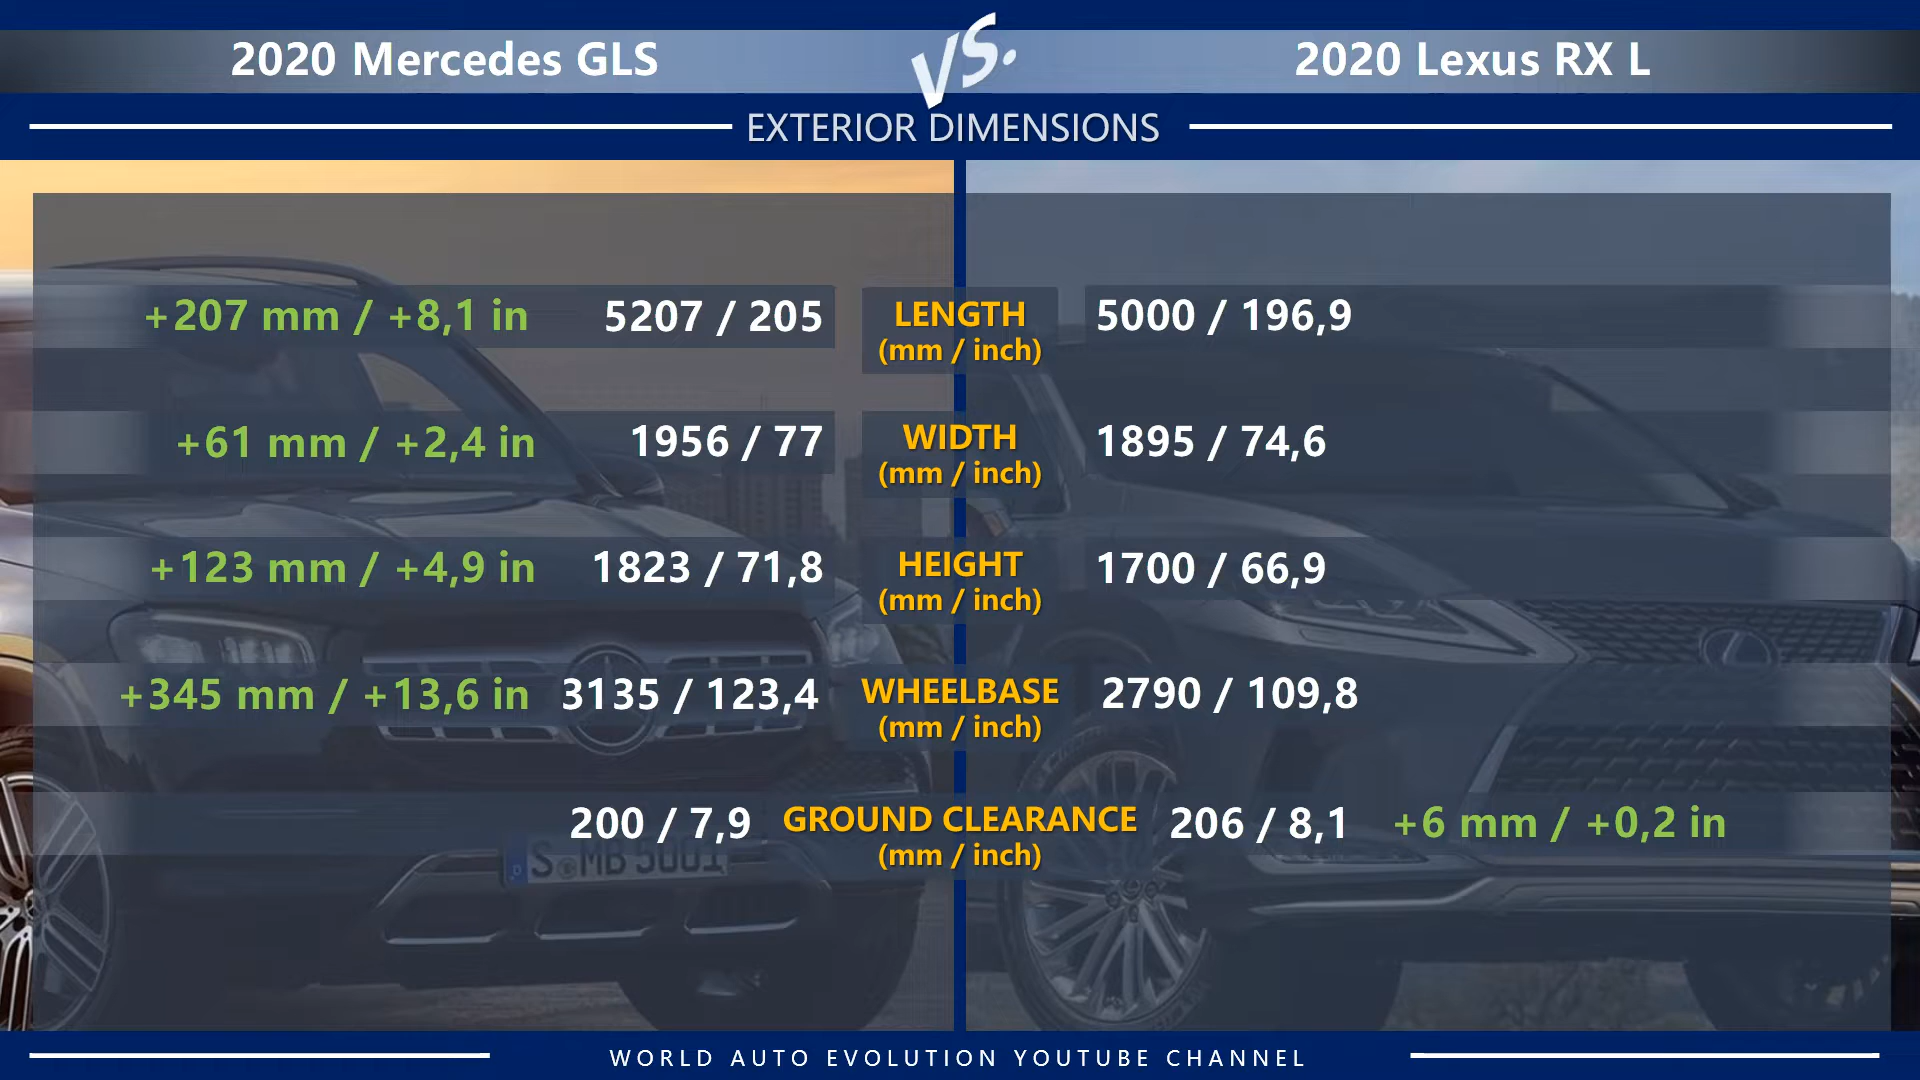 2020 Mercedes GLS VS. 2020 Lexus RX L
EXTERIOR DIMENSIONS
+207 mm / +8,1 in 5207 / 205 LENGTH 5000 / 196,9
(mm / inch)
+61 mm / +2,4 in 1956 / 77 WIDTH 1895 / 74,6
(mm / inch)
+123 mm / +4,9 in 1823 / 71,8 HEIGHT 1700 / 66,9
(mm / inch)
+345 mm / +13,6 in 3135 / 123,4 WHEELBASE 2790 / 109,8
(mm / inch)
200 / 7,9 GROUND CLEARANCE 206 / 8,1 +6 mm / +0,2 in
(mm / inch)
S MB 5001
WORLD AUTO EVOLUTION YOUTUBE CHANNEL